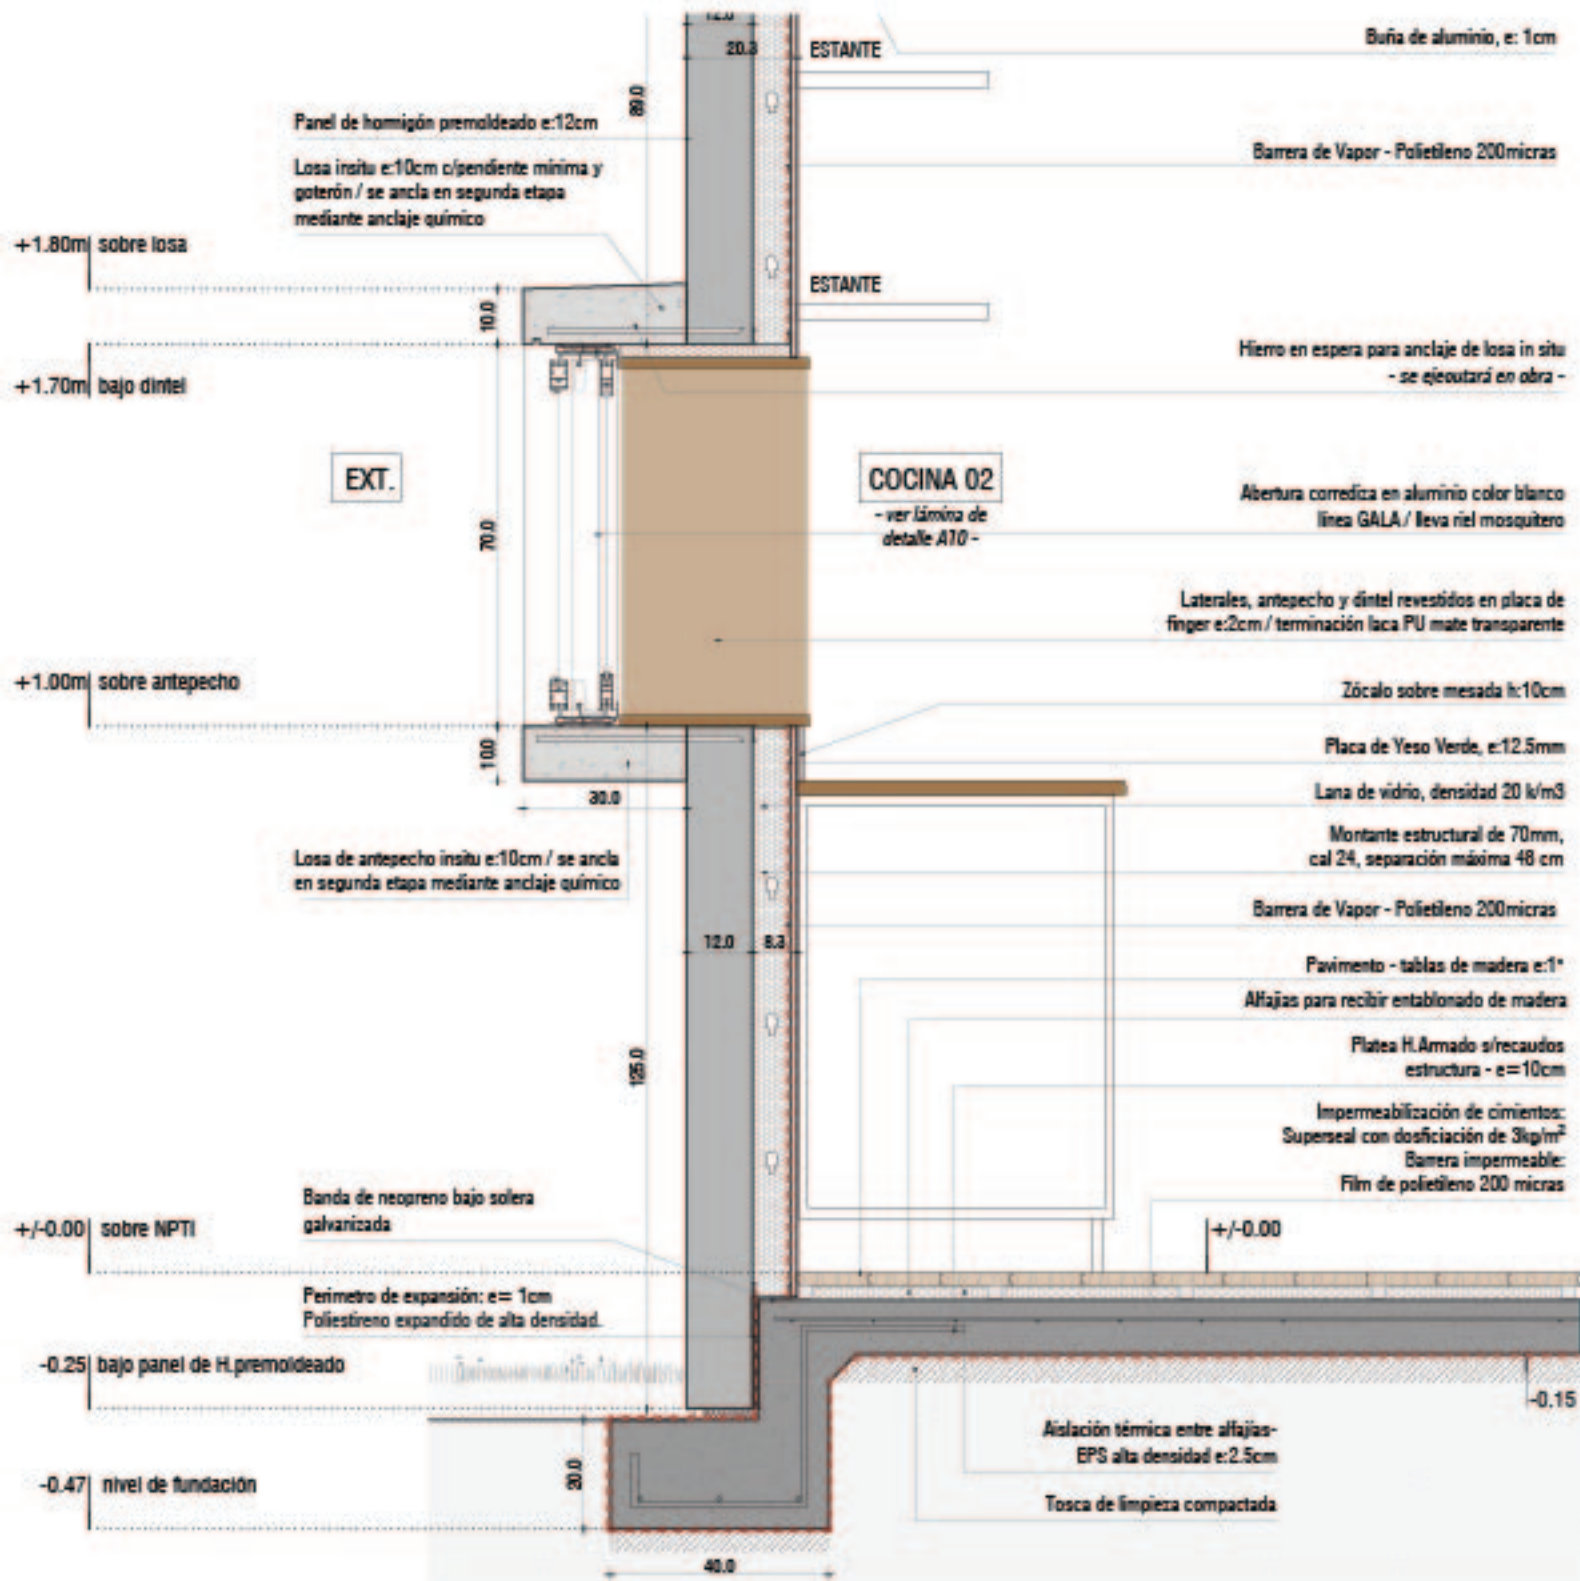 12.0
20.3
ESTANTE
Buña de aluminio, e: 1cm
89.0
Panel de hormigón premoldeado e:12cm
Barrera de Vapor - Polietileno 200micras
Losa insitu e:10cm c/pendiente mínima y
goterón / se ancla en segunda etapa
mediante anclaje químico
+1.80m sobre losa
ESTANTE
10.0
Hierro en espera para anclaje de losa in situ
- se ejecutará en obra -
+1.70m bajo dintel
EXT.
COCINA 02
- ver lámina de
detalle A10 -
Abertura corrediza en aluminio color blanco
línea GALA / lleva riel mosquitero
70.0
Laterales, antepecho y dintel revestidos en placa de
finger e:2cm / terminación laca PU mate transparente
+1.00m sobre antepecho
Zócalo sobre mesada h:10cm
10.0
Placa de Yeso Verde, e:12.5mm
30.0
Lana de vidrio, densidad 20 k/m3
Montante estructural de 70mm,
cal 24, separación máxima 48 cm
Losa de antepecho insitu e:10cm / se ancla
en segunda etapa mediante anclaje químico
Barrera de Vapor - Polietileno 200micras
12.0
8.3
Pavimento - tablas de madera e:1"
Alfajias para recibir entablonado de madera
125.0
Platea H.Armado s/recaudos
estructura - e=10cm
Impermeabilización de cimientos:
Superseal con dosficiación de 3kg/m²
Barrera impermeable:
Film de polietileno 200 micras
Banda de neopreno bajo solera
galvanizada
+/-0.00 sobre NPTI
+/-0.00
Perimetro de expansión: e= 1cm
Poliestireno expandido de alta densidad.
-0.25 bajo panel de H.premoldeado
-0.15
Aislación térmica entre alfajias-
EPS alta densidad e:2.5cm
-0.47 nivel de fundación
20.0
Tosca de limpieza compactada
40.0